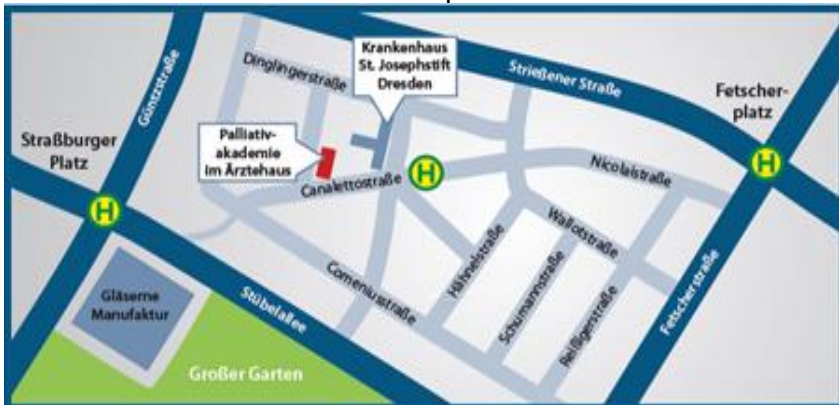 Krankenhaus
St. Josephstift
Dresden
Dinglingerstraße
Güntzstraße
Strießener Straße
Fetscher-
platz
H
Straßburger
Platz
H
Palliativ-
akademie
Im Ärztehaus
Canalettostraße
H
Nicolaistraße
Wallotstraße
Hähnelstraße
Schumannstraße
Reißigerstraße
Fetscherstraße
Comeniusstraße
Stübelallee
Gläserne
Manufaktur
Großer Garten